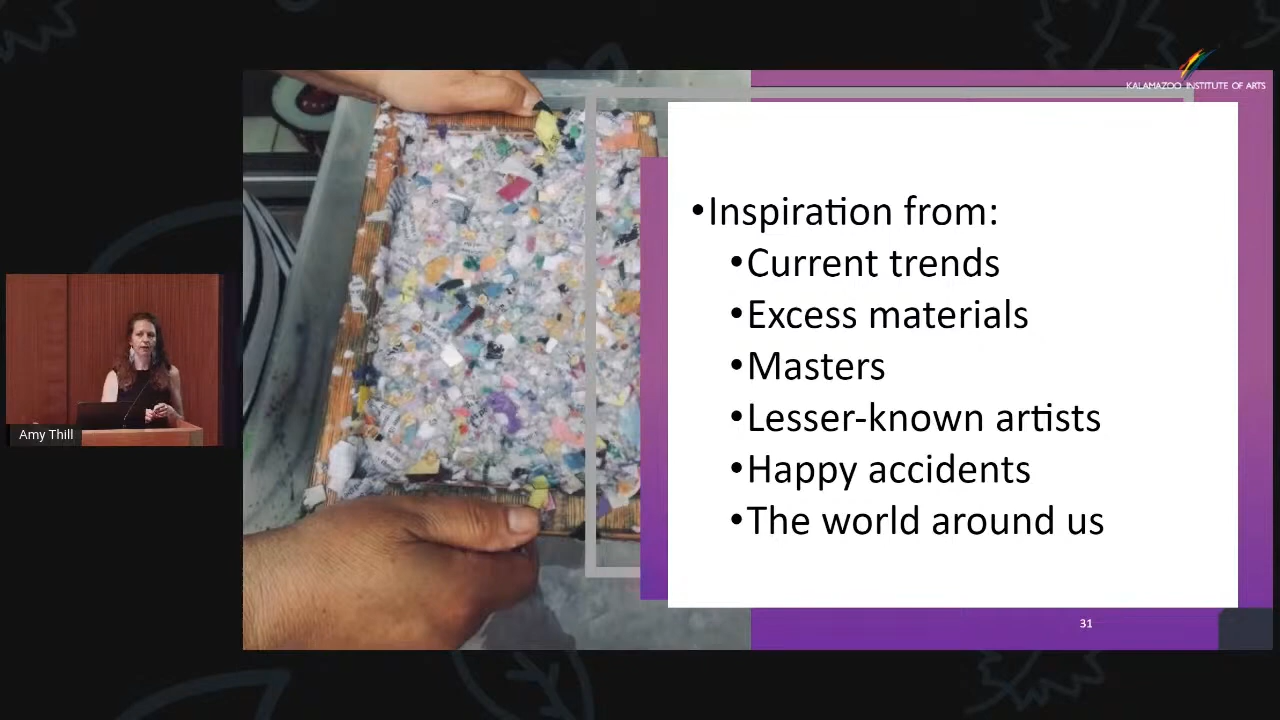 KALAMAZOO INSTITUTE OF ARTS
•Inspiration from:
•Current trends
•Excess materials
•Masters
•Lesser-known artists
•Happy accidents
•The world around us
Amy Thill
31